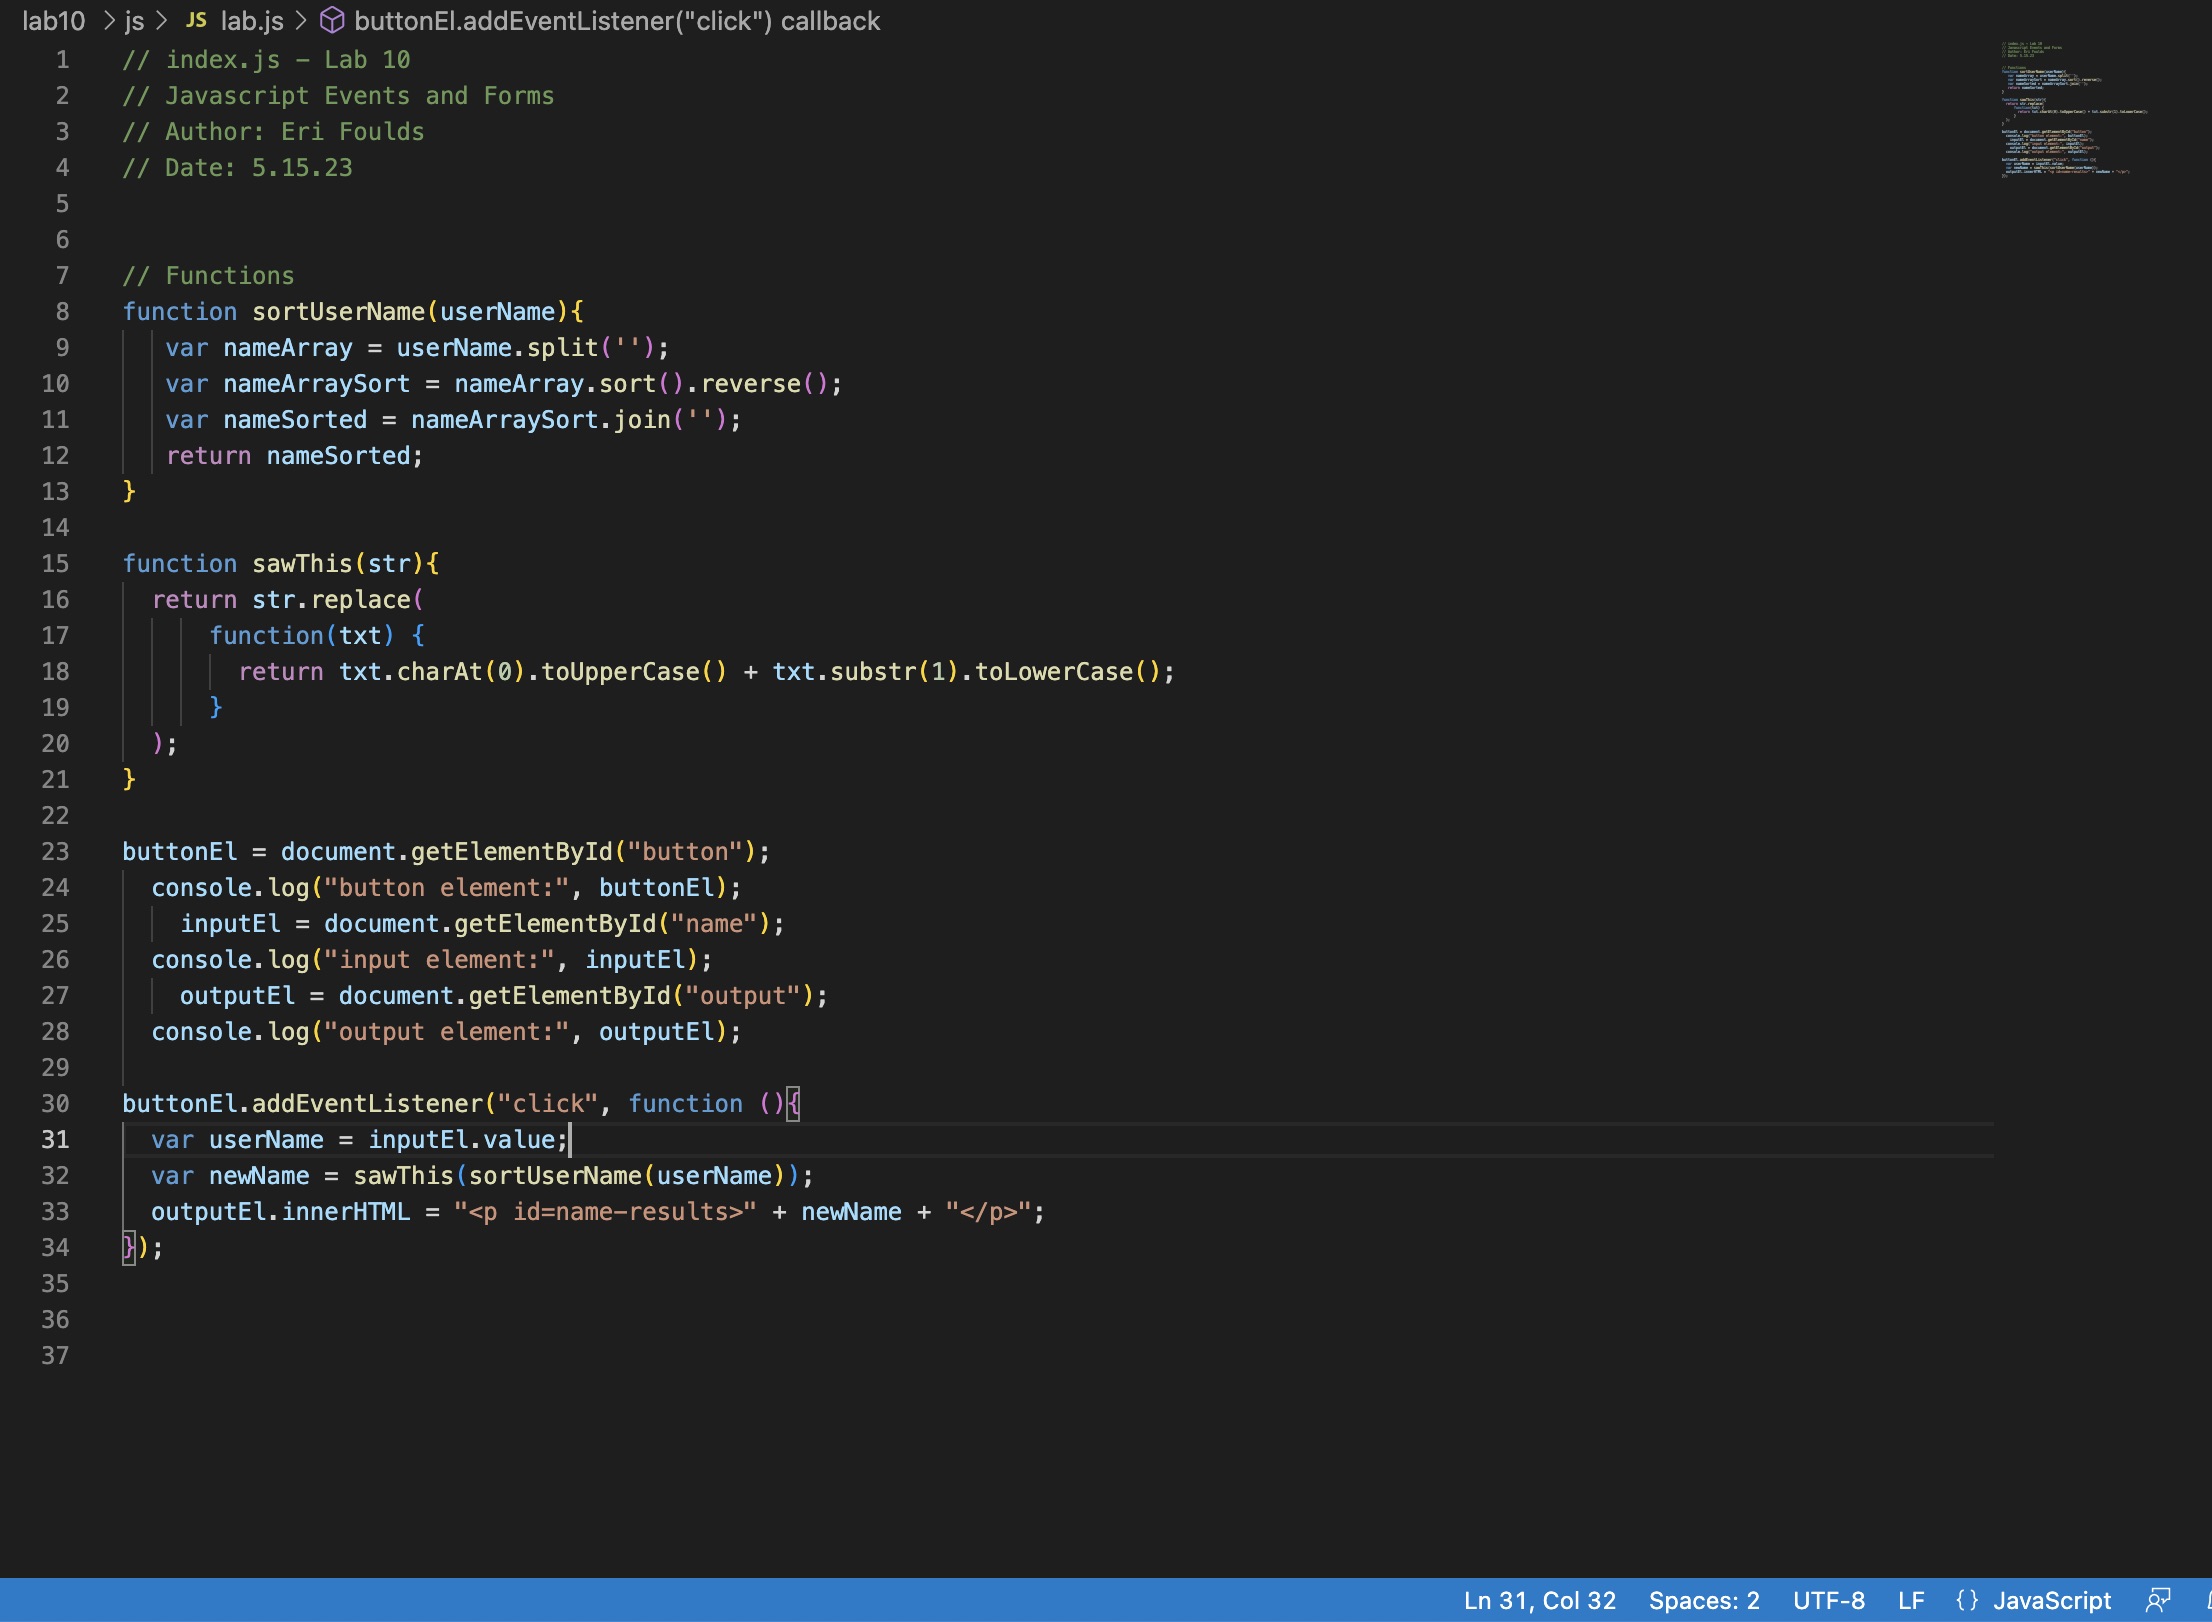 lab10 > js > JS lab.js > buttonEl.addEventListener("click") callback
1 // index.js - Lab 10
2 // Javascript Events and Forms
3 // Author: Eri Foulds
4 // Date: 5.15.23
5
6
7 // Functions
8 function sortUserName(userName){
9 var nameArray = userName.split('');
10 var nameArraySort = nameArray.sort().reverse();
11 var nameSorted = nameArraySort.join('');
12 return nameSorted;
13 }
14
15 function sawThis(str){
16 return str.replace(
17 function(txt) {
18 return txt.charAt(0).toUpperCase() + txt.substr(1).toLowerCase();
19 }
20 );
21 }
22
23 buttonEl = document.getElementById("button");
24 console.log("button element:", buttonEl);
25 inputEl = document.getElementById("name");
26 console.log("input element:", inputEl);
27 outputEl = document.getElementById("output");
28 console.log("output element:", outputEl);
29
30 buttonEl.addEventListener("click", function (){
31 var userName = inputEl.value;
32 var newName = sawThis(sortUserName(userName));
33 outputEl.innerHTML = "<p id=name-results>" + newName + "</p>";
34 });
35
36
37
Ln 31, Col 32 Spaces: 2 UTF-8 LF {} JavaScript